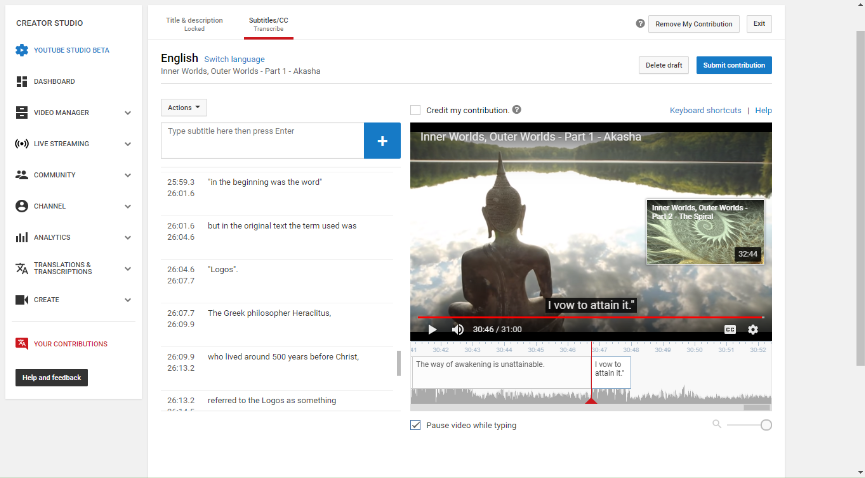 CREATOR STUDIO
YOUTUBE STUDIO BETA
DASHBOARD
VIDEO MANAGER
LIVE STREAMING
COMMUNITY
CHANNEL
ANALYTICS
TRANSLATIONS &
TRANSCRIPTIONS
CREATE
YOUR CONTRIBUTIONS
Help and feedback
Title & description
Locked
Subtitles/CC
Transcribe
? Remove My Contribution
Exit
English Switch language
Inner Worlds, Outer Worlds - Part 1 - Akasha
Delete draft
Submit contribution
Actions
Type subtitle here then press Enter
+
25:59.3 "in the beginning was the word"
26:01.6
26:01.6 but in the original text the term used was
26:04.6
26:04.6 "Logos".
26:07.7
26:07.7 The Greek philosopher Heraclitus,
26:09.9
26:09.9 who lived around 500 years before Christ,
26:13.2
26:13.2 referred to the Logos as something
Credit my contribution. ?
Keyboard shortcuts | Help
Inner Worlds, Outer Worlds - Part 1 - Akasha
Inner Worlds, Outer Worlds -
Part 2 - The Spiral
32:44
I vow to attain it."
30:46 / 31:00
CC
:41 30:42 30:43 30:44 30:45 30:46 30:47 30:48 30:49 30:50 30:51 30:52
The way of awakening is unattainable.
I vow to
attain it."
Pause video while typing